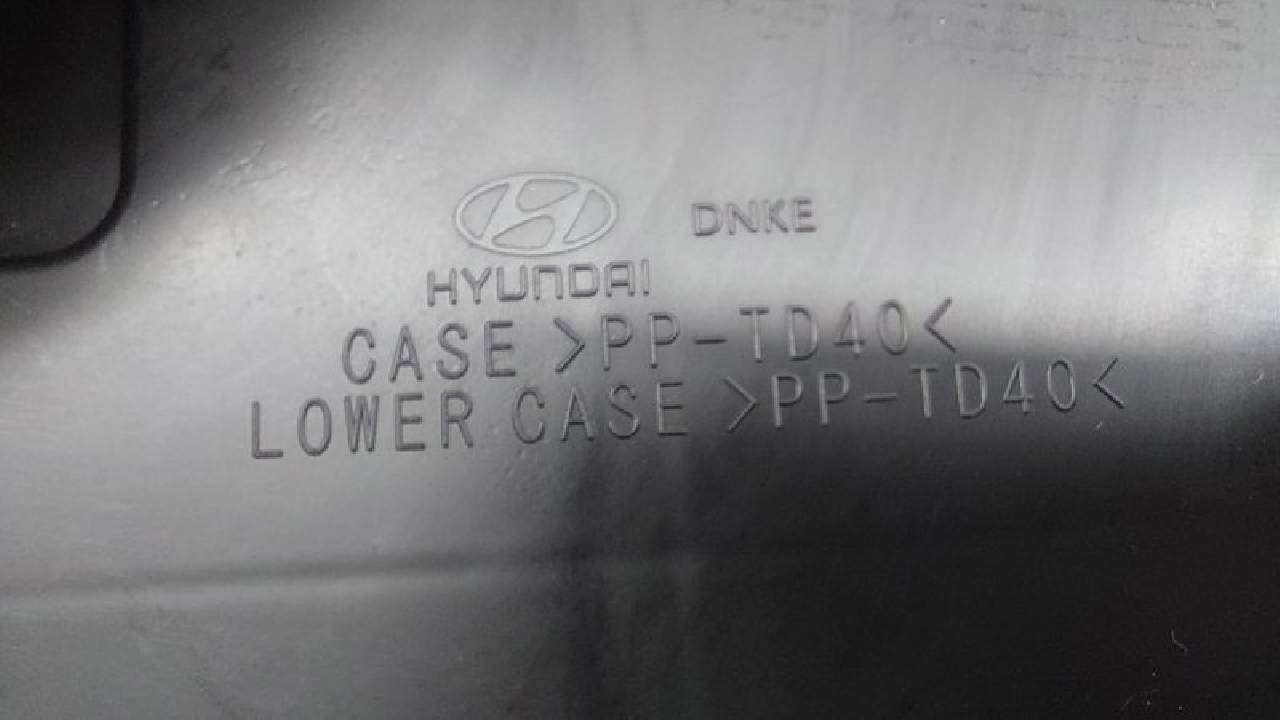 DNKE
HYUNDAI
CASE >PP-TD40<
LOWER CASE >PP-TD40<